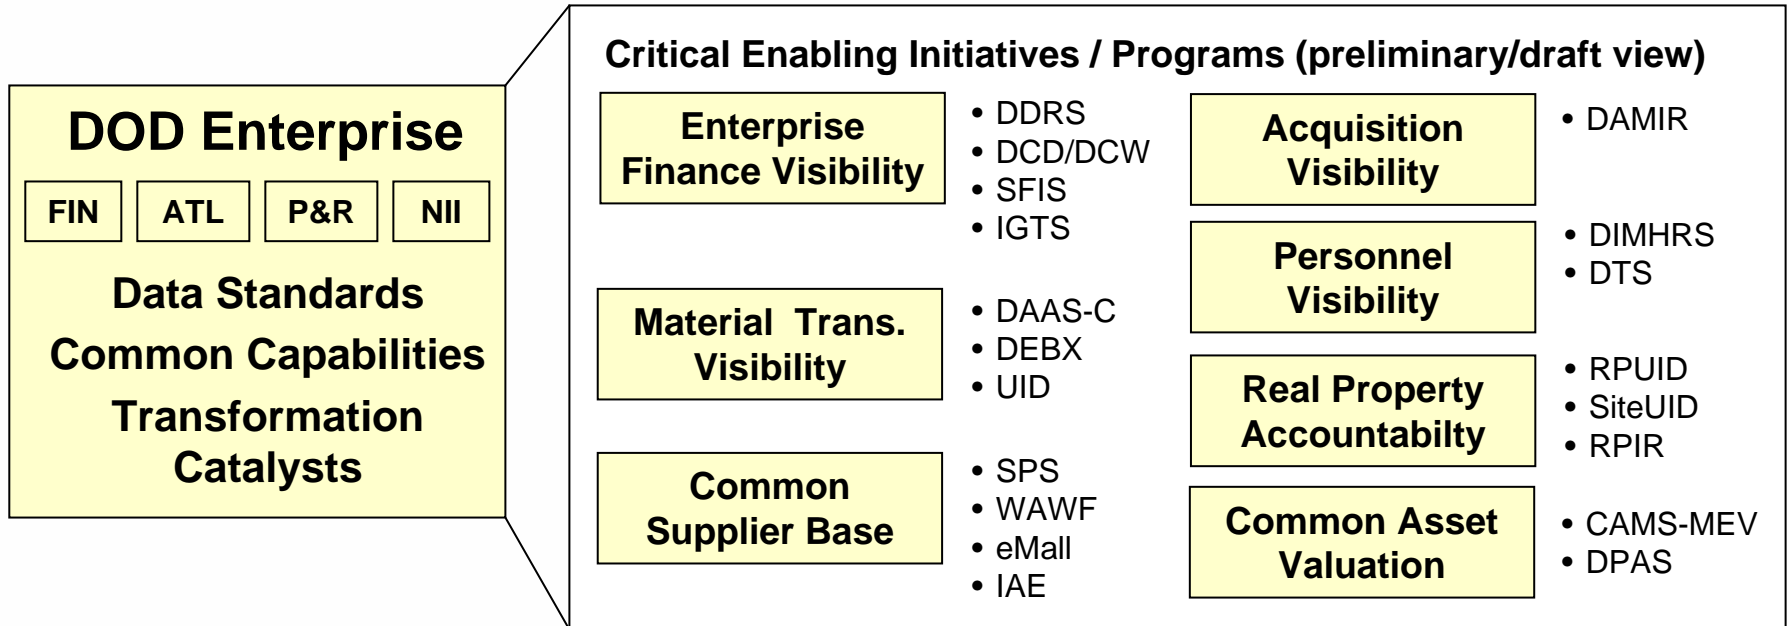 DOD Enterprise
FIN
ATL
P&R
NII
Data Standards
Common Capabilities
Transformation
Catalysts
Critical Enabling Initiatives / Programs (preliminary/draft view)
Enterprise
Finance Visibility
• DDRS
• DCD/DCW
• SFIS
• IGTS
Material Trans.
Visibility
• DAAS-C
• DEBX
• UID
Common
Supplier Base
• SPS
• WAWF
• eMall
• IAE
Acquisition
Visibility
• DAMIR
Personnel
Visibility
• DIMHRS
• DTS
Real Property
Accountabilty
• RPUID
• SiteUID
• RPIR
Common Asset
Valuation
• CAMS-MEV
• DPAS